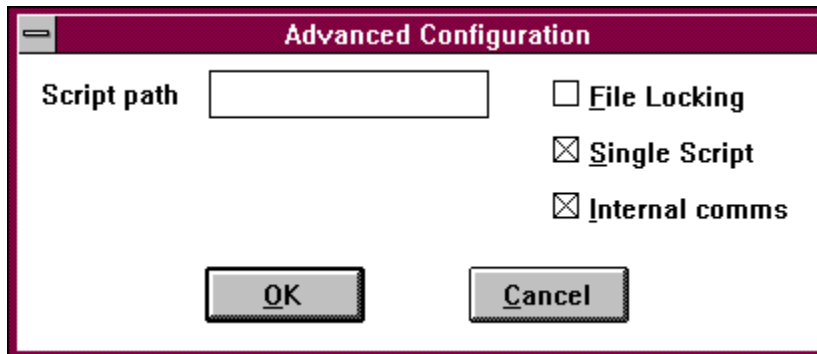 Advanced Configuration
Script path
File Locking
Single Script
Internal comms
OK Cancel